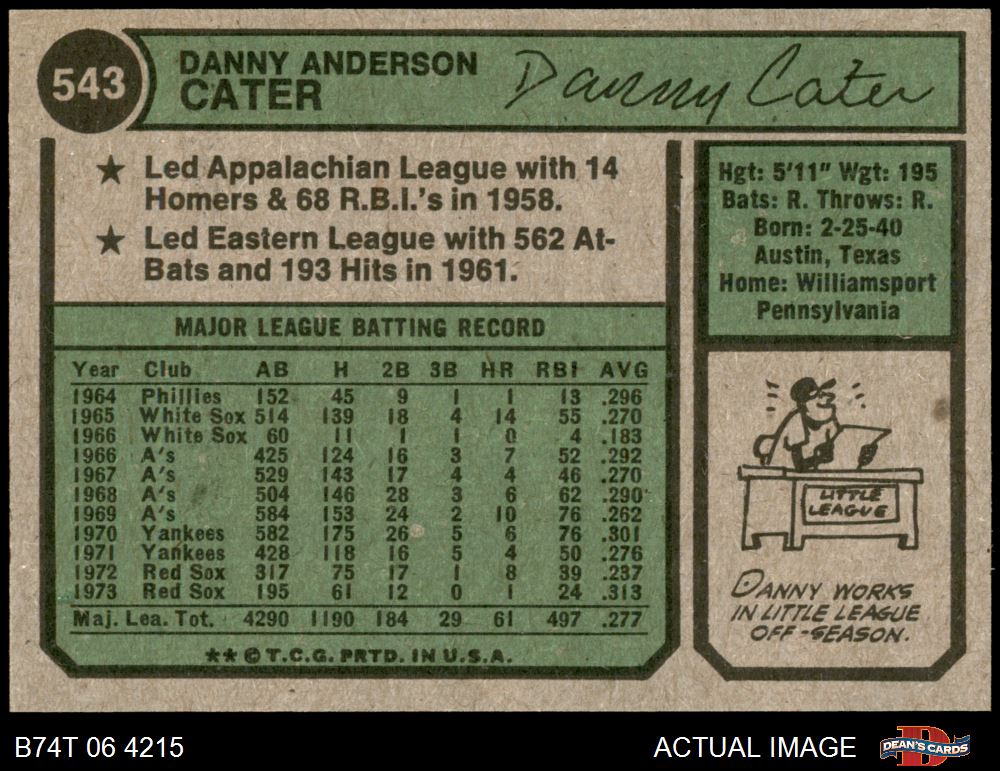 543
DANNY ANDERSON
CATER
Danny Cater
★ Led Appalachian League with 14
Homers & 68 R.B.I.'s in 1958.
★ Led Eastern League with 562 At-
Bats and 193 Hits in 1961.
Hgt: 5'11" Wgt: 195
Bats: R. Throws: R.
Born: 2-25-40
Austin, Texas
Home: Williamsport
Pennsylvania
MAJOR LEAGUE BATTING RECORD
Year Club AB H 2B 3B HR RBI AVG
1964 Phillies 152 45 9 1 1 13 .296
1965 White Sox 514 139 18 4 14 55 .270
1966 White Sox 60 11 1 1 0 4 .183
1966 A's 425 124 16 3 7 52 .292
1967 A's 529 143 17 4 4 46 .270
1968 A's 504 146 28 3 6 62 .290
1969 A's 584 153 24 2 10 76 .262
1970 Yankees 582 175 26 5 6 76 .301
1971 Yankees 428 118 16 5 4 50 .276
1972 Red Sox 317 75 17 1 8 39 .237
1973 Red Sox 195 61 12 0 1 24 .313
Maj. Lea. Tot. 4290 1190 184 29 61 497 .277
★★ © T.C.G. PRTD. IN U.S.A.
LITTLE
LEAGUE
DANNY WORKS
IN LITTLE LEAGUE
OFF-SEASON.
B74T 06 4215
ACTUAL IMAGE
DEAN'S CARDS